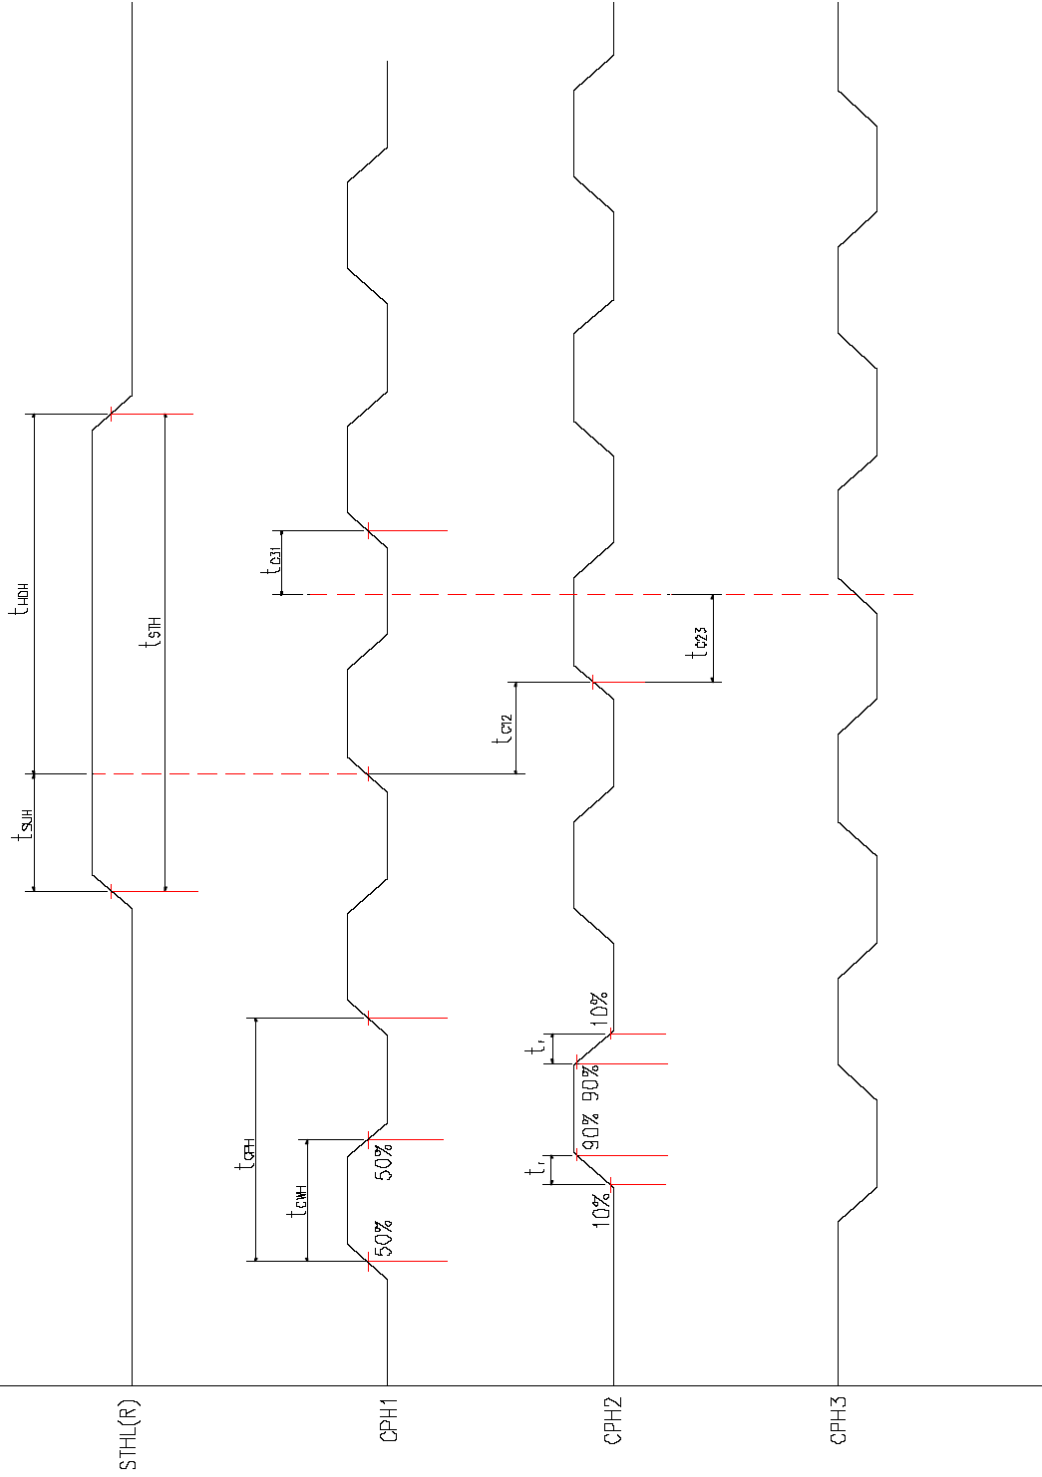 STHL(R)
tSUH
tHDH
tSTH
CPH1
tCPH
tCWH
50%
50%
tC31
CPH2
tC12
10%
tr
90%
90%
tr
10%
CPH3
tC23